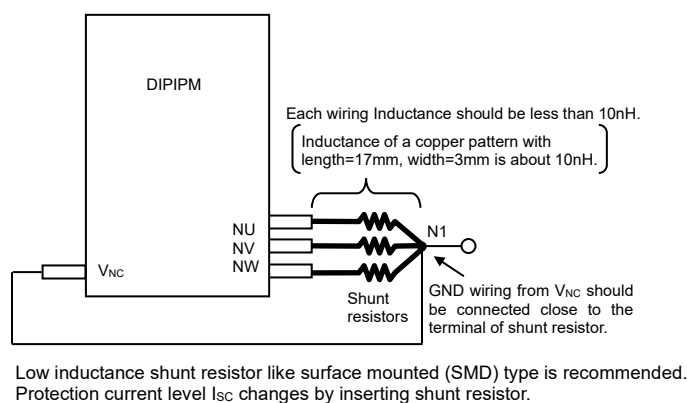 DIPIPM
Each wiring Inductance should be less than 10nH.
Inductance of a copper pattern with
length=17mm, width=3mm is about 10nH.
NU
NV
NW
N1
VNC
Shunt
resistors
GND wiring from VNC should
be connected close to the
terminal of shunt resistor.
Low inductance shunt resistor like surface mounted (SMD) type is recommended.
Protection current level ISC changes by inserting shunt resistor.